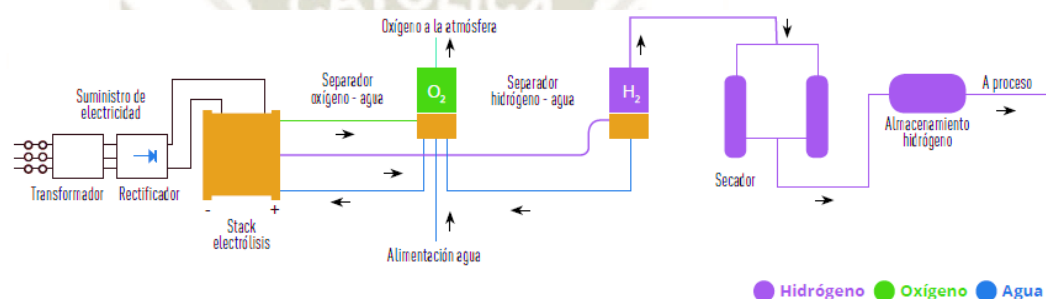 CATÓLICA
Oxígeno a la atmósfera
Separador
oxígeno - agua
O2
Separador
hidrógeno - agua
H2
Suministro de
electricidad
Transformador
Rectificador
-
+
Stack
electrólisis
Alimentación agua
Secador
A proceso
Almacenamiento
hidrógeno
Hidrógeno
Oxígeno
Agua